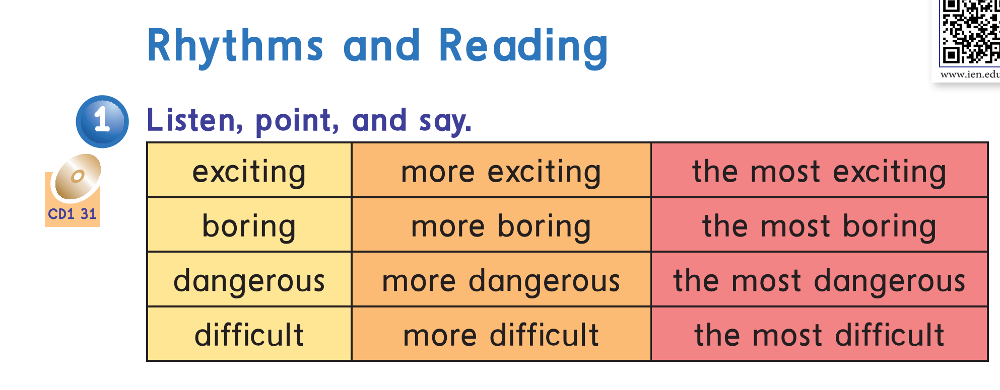 Rhythms and Reading
www.ien.edu
1 Listen, point, and say.
CD1 31
exciting more exciting the most exciting
boring more boring the most boring
dangerous more dangerous the most dangerous
difficult more difficult the most difficult